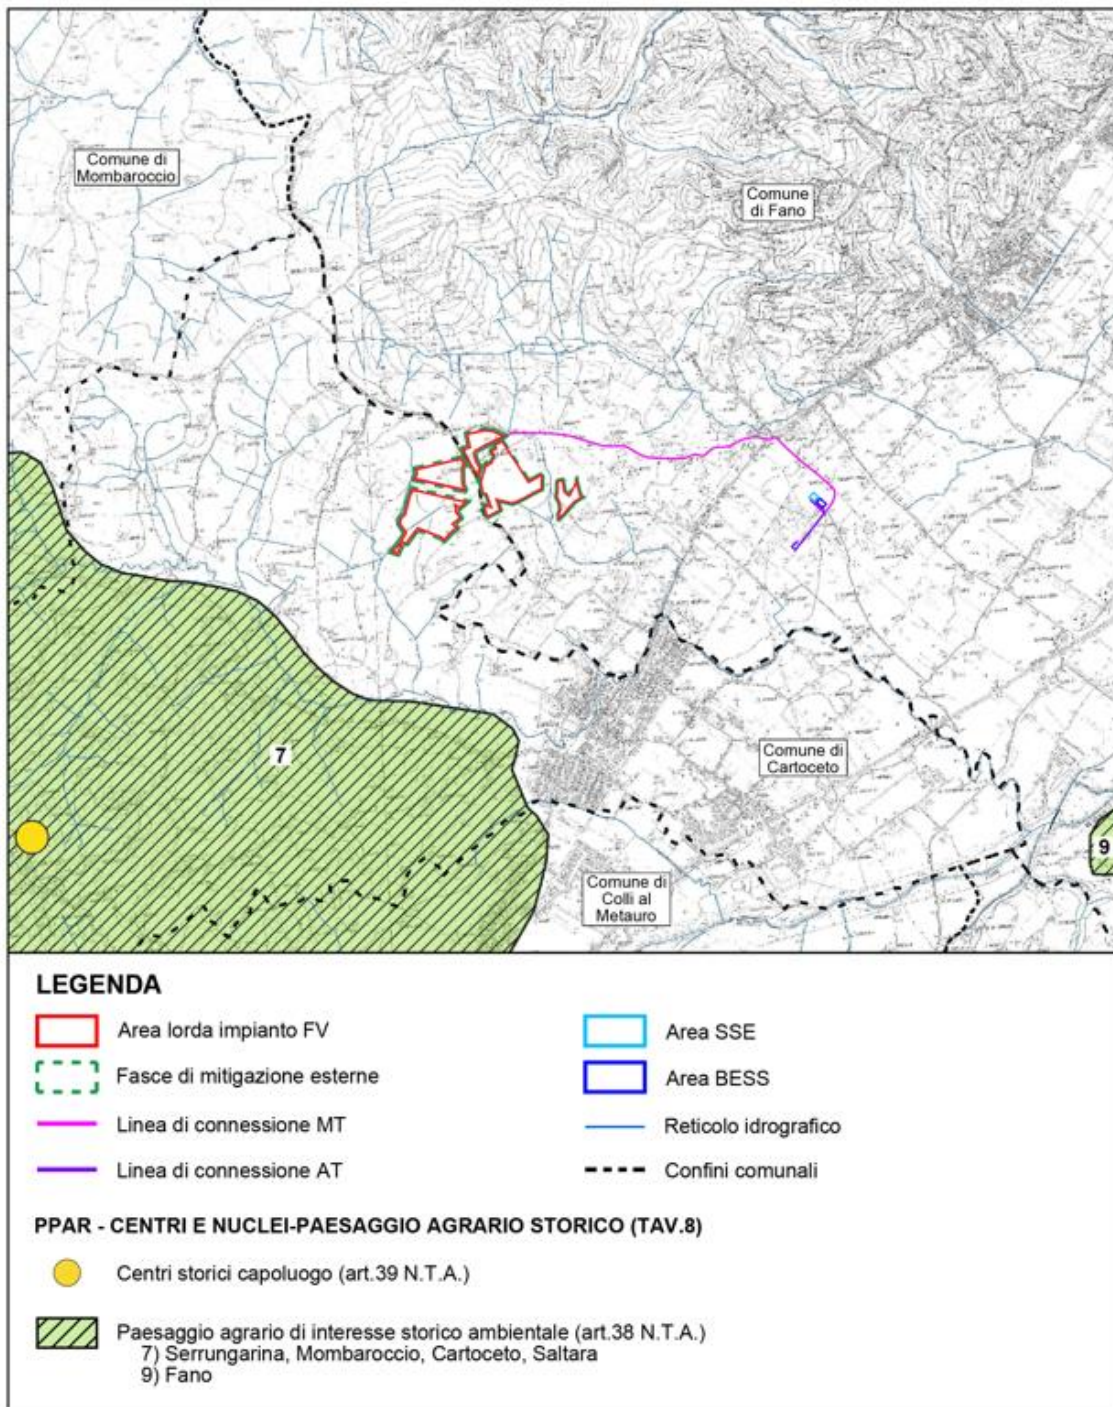 Comune di
Mombaroccio
Comune
di Fano
7
Comune di
Cartoceto
9
Comune di
Colli al
Metauro
LEGENDA
Area lorda impianto FV
Fasce di mitigazione esterne
Linea di connessione MT
Linea di connessione AT
Area SSE
Area BESS
Reticolo idrografico
Confini comunali
PPAR - CENTRI E NUCLEI-PAESAGGIO AGRARIO STORICO (TAV.8)
Centri storici capoluogo (art.39 N.T.A.)
Paesaggio agrario di interesse storico ambientale (art.38 N.T.A.)
7) Serrungarina, Mombaroccio, Cartoceto, Saltara
9) Fano